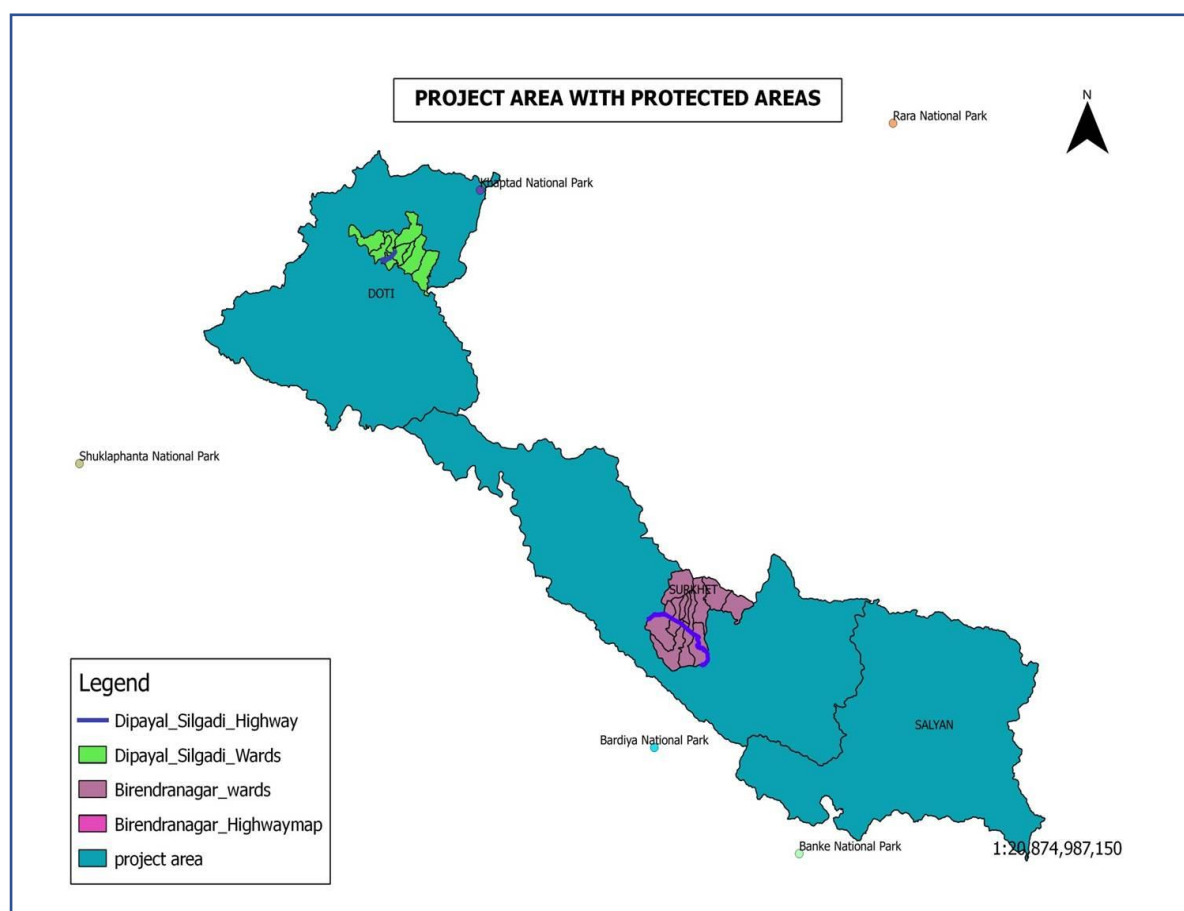 PROJECT AREA WITH PROTECTED AREAS
N
Rara National Park
Khaptad National Park
DOTI
Shuklaphanta National Park
SURKHET
SALYAN
Bardiya National Park
Banke National Park
1:20,874,987,150
Legend
Dipayal_Silgadi_Highway
Dipayal_Silgadi_Wards
Birendranagar_wards
Birendranagar_Highwaymap
project area